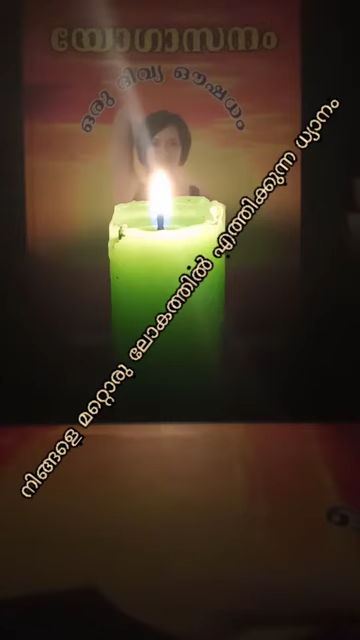 യോഗാസനം
ഒരു ദിവ്യ ഔഷധം
നിങ്ങളെ മറ്റൊരു ലോകത്തിൽ എത്തിക്കുന്ന ധ്യാനം